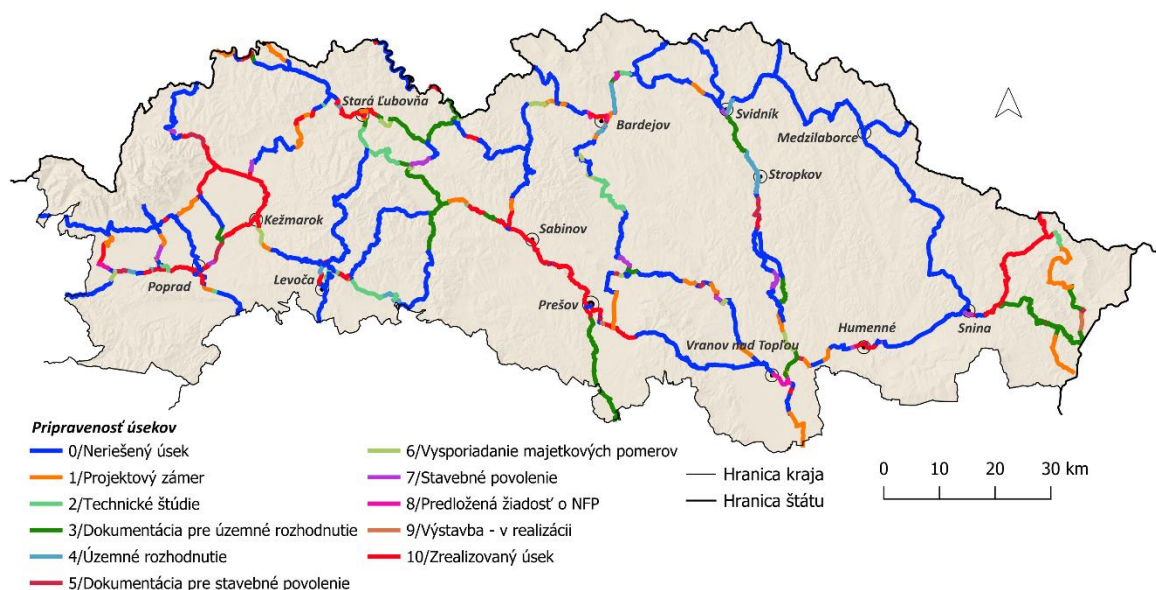 Stará Ľubovňa
Bardejov
Svidník
Medzilaborce
Stropkov
Kežmarok
Sabinov
Levoča
Poprad
Prešov
Humenné
Snina
Vranov nad Topľou
Pripravenosť úsekov
0/Neriešený úsek
1/Projektový zámer
2/Technické štúdie
3/Dokumentácia pre územné rozhodnutie
4/Územné rozhodnutie
5/Dokumentácia pre stavebné povolenie
6/Vysporiadanie majetkových pomerov
7/Stavebné povolenie
8/Predložená žiadosť o NFP
9/Výstavba - v realizácii
10/Zrealizovaný úsek
Hranica kraja
Hranica štátu
0 10 20 30 km